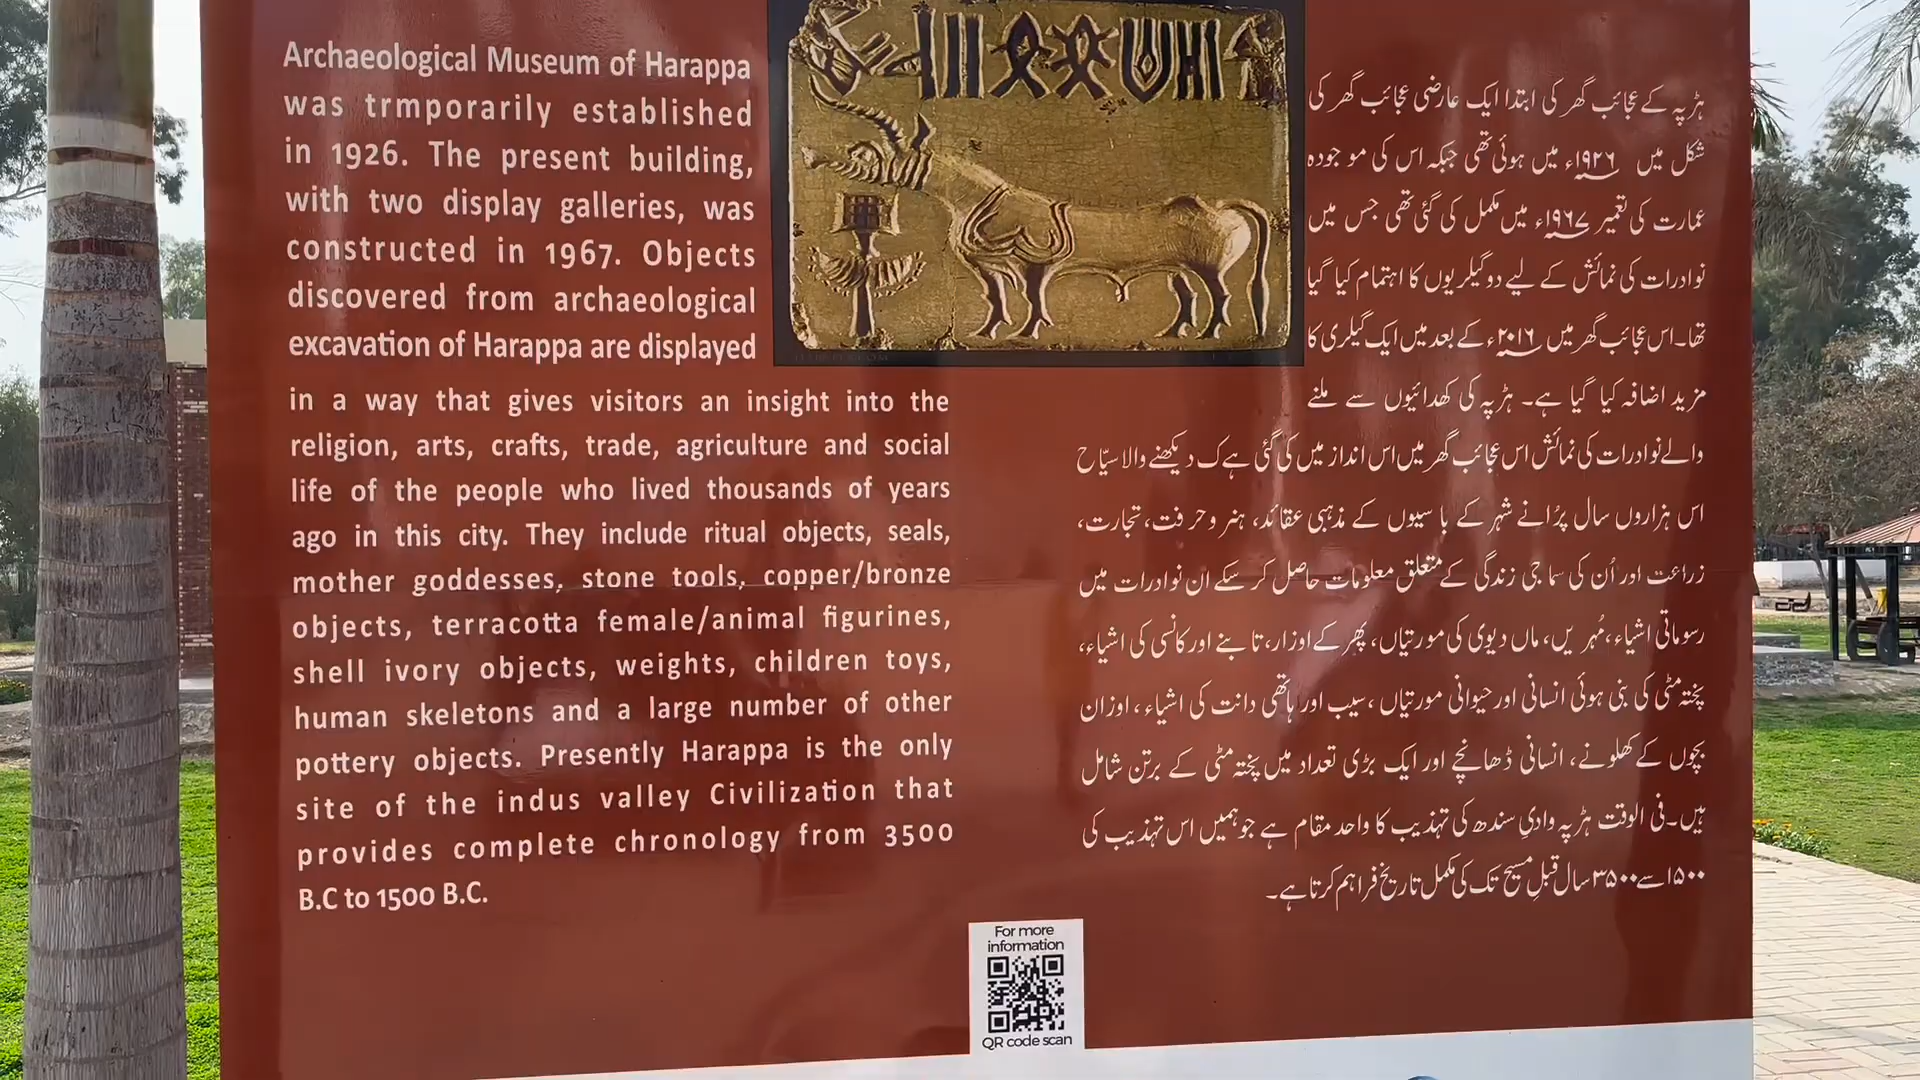 Archaeological Museum of Harappa
was trmporarily established
in 1926. The present building,
with two display galleries, was
constructed in 1967. Objects
discovered from archaeological
excavation of Harappa are displayed
in a way that gives visitors an insight into the
religion, arts, crafts, trade, agriculture and social
life of the people who lived thousands of years
ago in this city. They include ritual objects, seals,
mother goddesses, stone tools, copper/bronze
objects, terracotta female/animal figurines,
shell ivory objects, weights, children toys,
human skeletons and a large number of other
pottery objects. Presently Harappa is the only
site of the indus valley Civilization that
provides complete chronology from 3500
B.C to 1500 B.C.
ہڑپہ کے عجائب گھر کی ابتدا ایک عارضی عجائب گھر کی
شکل میں ۱۹۲۶ء میں ہوئی تھی جبکہ اس کی موجودہ
عمارت کی تعمیر ۱۹۶۷ء میں مکمل کی گئی تھی جس میں
نوادرات کی نمائش کے لیے دو گیلریوں کا اہتمام کیا گیا
تھا۔ اس عجائب گھر میں ۲۰۱۶ء کے بعد میں ایک گیلری کا
مزید اضافہ کیا گیا ہے۔ ہڑپہ کی کھدائیوں سے ملنے
والے نوادرات کی نمائش اس عجائب گھر میں اس انداز میں کی گئی ہے ک دیکھنے والا سیّاح
اس ہزاروں سال پرُانے شہر کے باسیوں کے مذہبی عقائد، ہنر و حرفت، تجارت،
زراعت اور اُن کی سماجی زندگی کے متعلق معلومات حاصل کر سکے ان نوادرات میں
رسوماتی اشیاء، مُہریں، ماں دیوی کی مورتیاں، پتھر کے اوزار، تانبے اور کانسی کی اشیاء،
پختہ مٹی کی بنی ہوئی انسانی اور حیوانی مورتیاں، سیپ اور ہاتھی دانت کی اشیاء، اوزان
بچوں کے کھلونے، انسانی ڈھانچے اور ایک بڑی تعداد میں پختہ مٹی کے برتن شامل
ہیں۔ فی الوقت ہڑپہ وادیِ سندھ کی تہذیب کا واحد مقام ہے جو ہمیں اس تہذیب کی
۱۵۰۰ سے ۳۵۰۰ سال قبلِ مسیح تک کی مکمل تاریخ فراہم کرتا ہے۔
For more
information
QR code scan